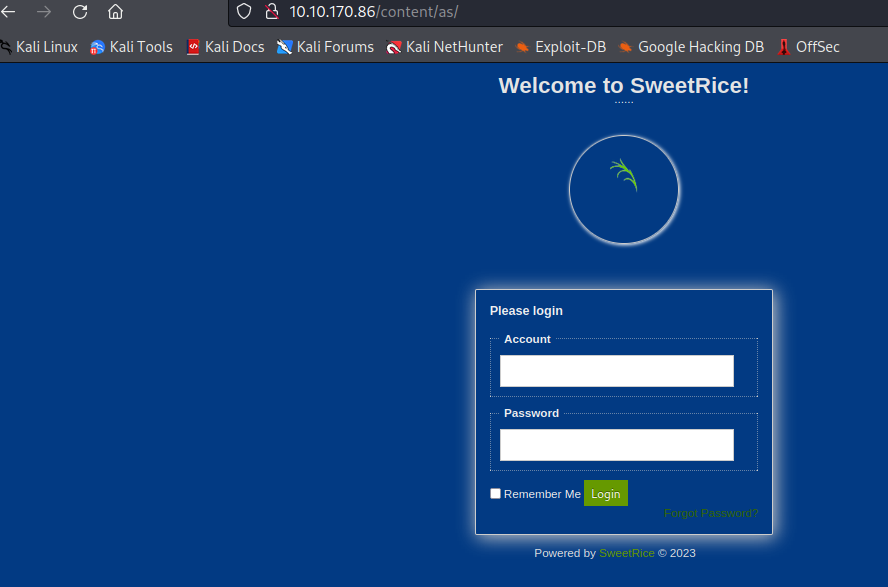 10.10.170.86/content/as/
Kali Linux Kali Tools Kali Docs Kali Forums Kali NetHunter Exploit-DB Google Hacking DB OffSec
Welcome to SweetRice!
......
Please login
Account
Password
Remember Me Login
Forgot Password?
Powered by SweetRice © 2023